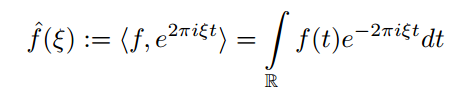 f̂(ξ) := ⟨f, e^{2πiξt}⟩ = ∫_ℝ f(t)e^{−2πiξt}dt